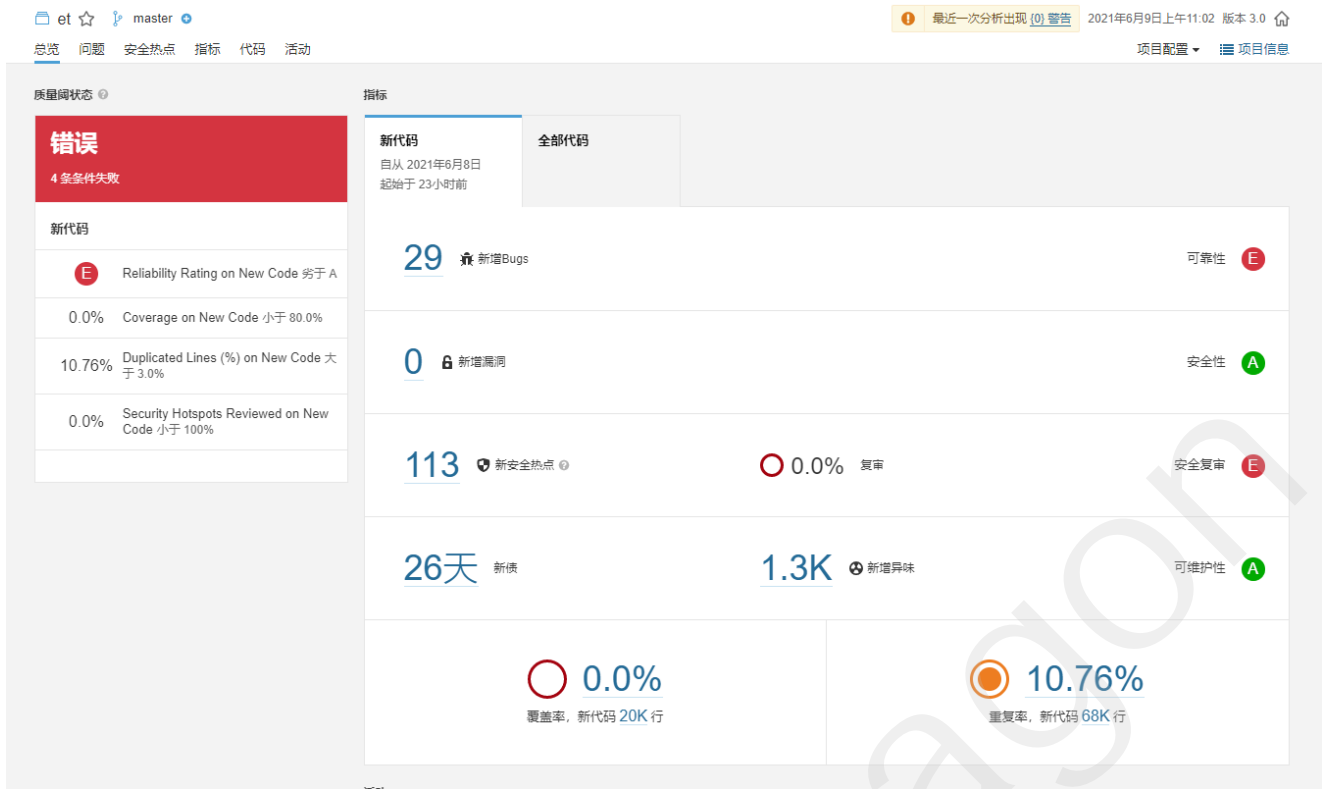 et master
最近一次分析出现 {0} 警告 2021年6月9日上午11:02 版本 3.0
总览 问题 安全热点 指标 代码 活动
项目配置 项目信息
质量阈状态
错误
4 条条件失败
新代码
E Reliability Rating on New Code 劣于 A
0.0% Coverage on New Code 小于 80.0%
10.76% Duplicated Lines (%) on New Code 大
于 3.0%
0.0% Security Hotspots Reviewed on New
Code 小于 100%
指标
新代码 全部代码
自从 2021年6月8日
起始于 23小时前
29 新增Bugs 可靠性 E
0 新增漏洞 安全性 A
113 新安全热点 0.0% 复审 安全复审 E
26天 新债 1.3K 新增异味 可维护性 A
0.0%
覆盖率，新代码 20K 行
10.76%
重复率，新代码 68K 行
agon